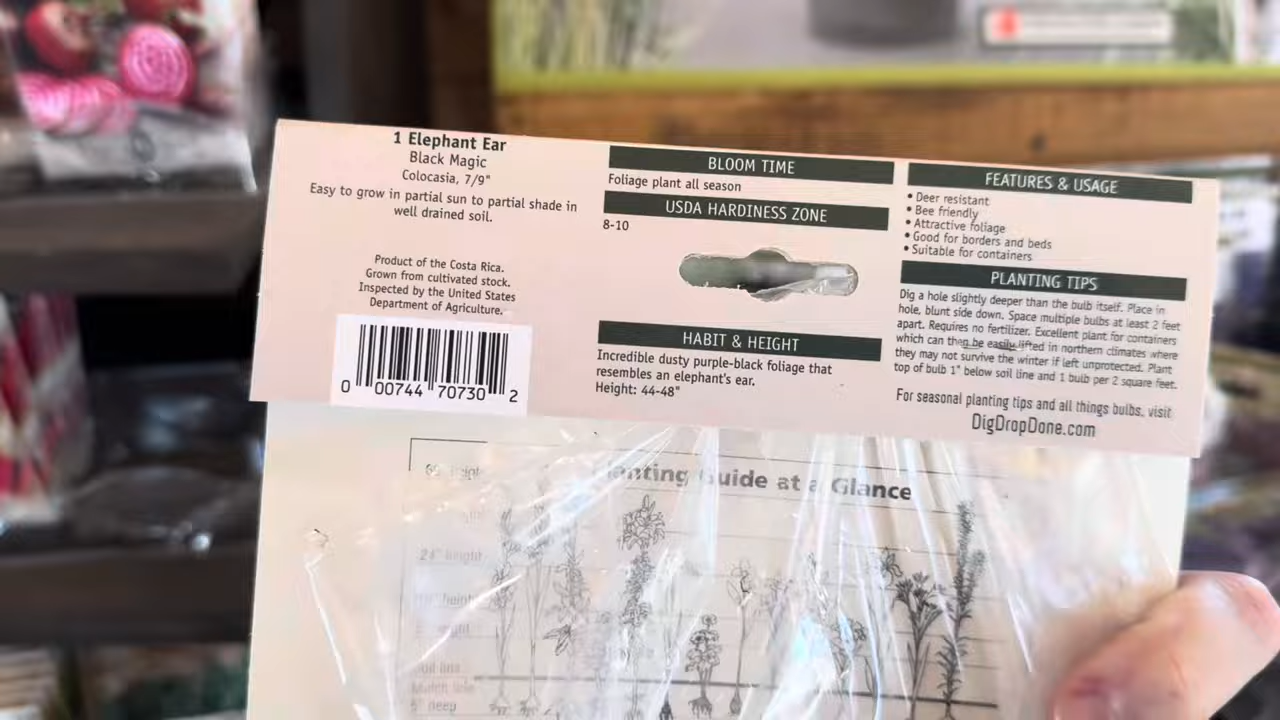 1 Elephant Ear
Black Magic
Colocasia, 7/9"
Easy to grow in partial sun to partial shade in
well drained soil.
Product of the Costa Rica.
Grown from cultivated stock.
Inspected by the United States
Department of Agriculture.
0 00744 70730 2
BLOOM TIME
Foliage plant all season
USDA HARDINESS ZONE
8-10
HABIT & HEIGHT
Incredible dusty purple-black foliage that
resembles an elephant's ear.
Height: 44-48"
FEATURES & USAGE
• Deer resistant
• Bee friendly
• Attractive foliage
• Good for borders and beds
• Suitable for containers
PLANTING TIPS
Dig a hole slightly deeper than the bulb itself. Place in
hole, blunt side down. Space multiple bulbs at least 2 feet
apart. Requires no fertilizer. Excellent plant for containers
which can then be easily lifted in northern climates where
they may not survive the winter if left unprotected. Plant
top of bulb 1" below soil line and 1 bulb per 2 square feet.
For seasonal planting tips and all things bulbs, visit
DigDropDone.com
Planting Guide at a Glance
24" height